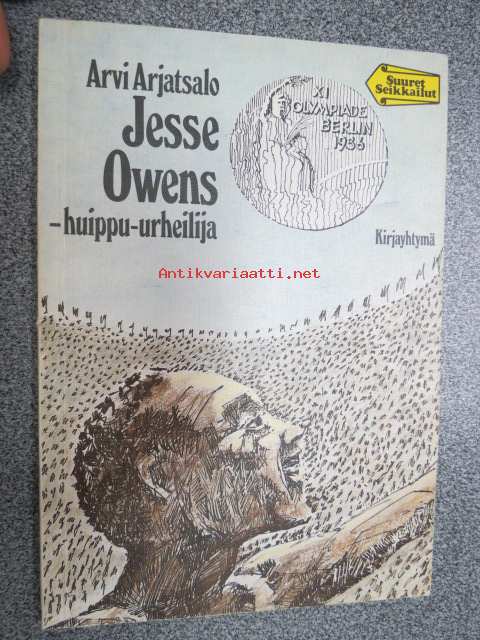 Arvi Arjatsalo
Jesse
Owens
-huippu-urheilija
Suuret
Seikkailut
XI
OLYMPIADE
BERLIN
1936
Kirjayhtymä
Antikvariaatti.net